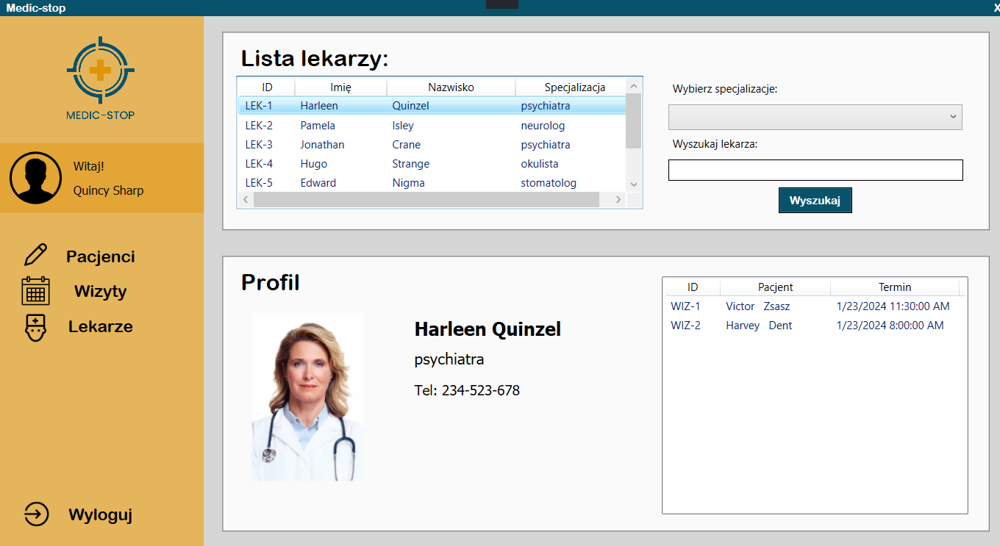 Medic-stop
X
MEDIC-STOP
Witaj!
Quincy Sharp
Pacjenci
Wizyty
Lekarze
Wyloguj
Lista lekarzy:
ID Imię Nazwisko Specjalizacja
LEK-1 Harleen Quinzel psychiatra
LEK-2 Pamela Isley neurolog
LEK-3 Jonathan Crane psychiatra
LEK-4 Hugo Strange okulista
LEK-5 Edward Nigma stomatolog
Wybierz specjalizacje:
Wyszukaj lekarza:
Wyszukaj
Profil
Harleen Quinzel
psychiatra
Tel: 234-523-678
ID Pacjent Termin
WIZ-1 Victor Zsasz 1/23/2024 11:30:00 AM
WIZ-2 Harvey Dent 1/23/2024 8:00:00 AM